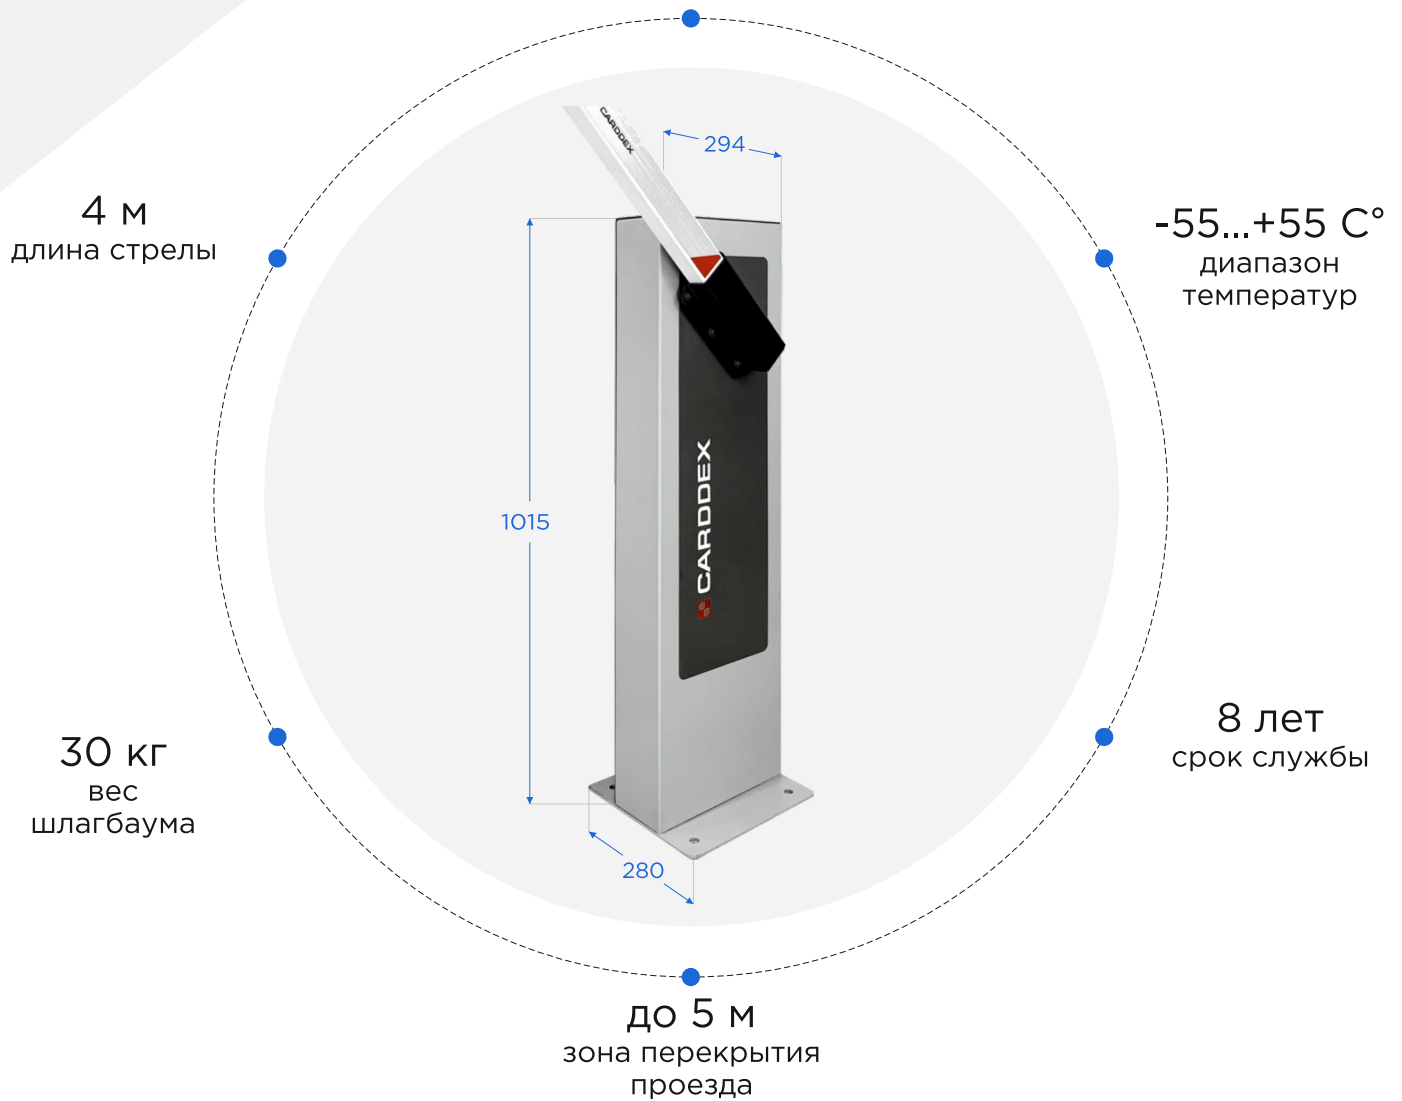 CARDDEX
294
4 м
длина стрелы
-55...+55 С°
диапазон
температур
1015
CARDDEX
8 лет
срок службы
30 кг
вес
шлагбаума
280
до 5 м
зона перекрытия
проезда